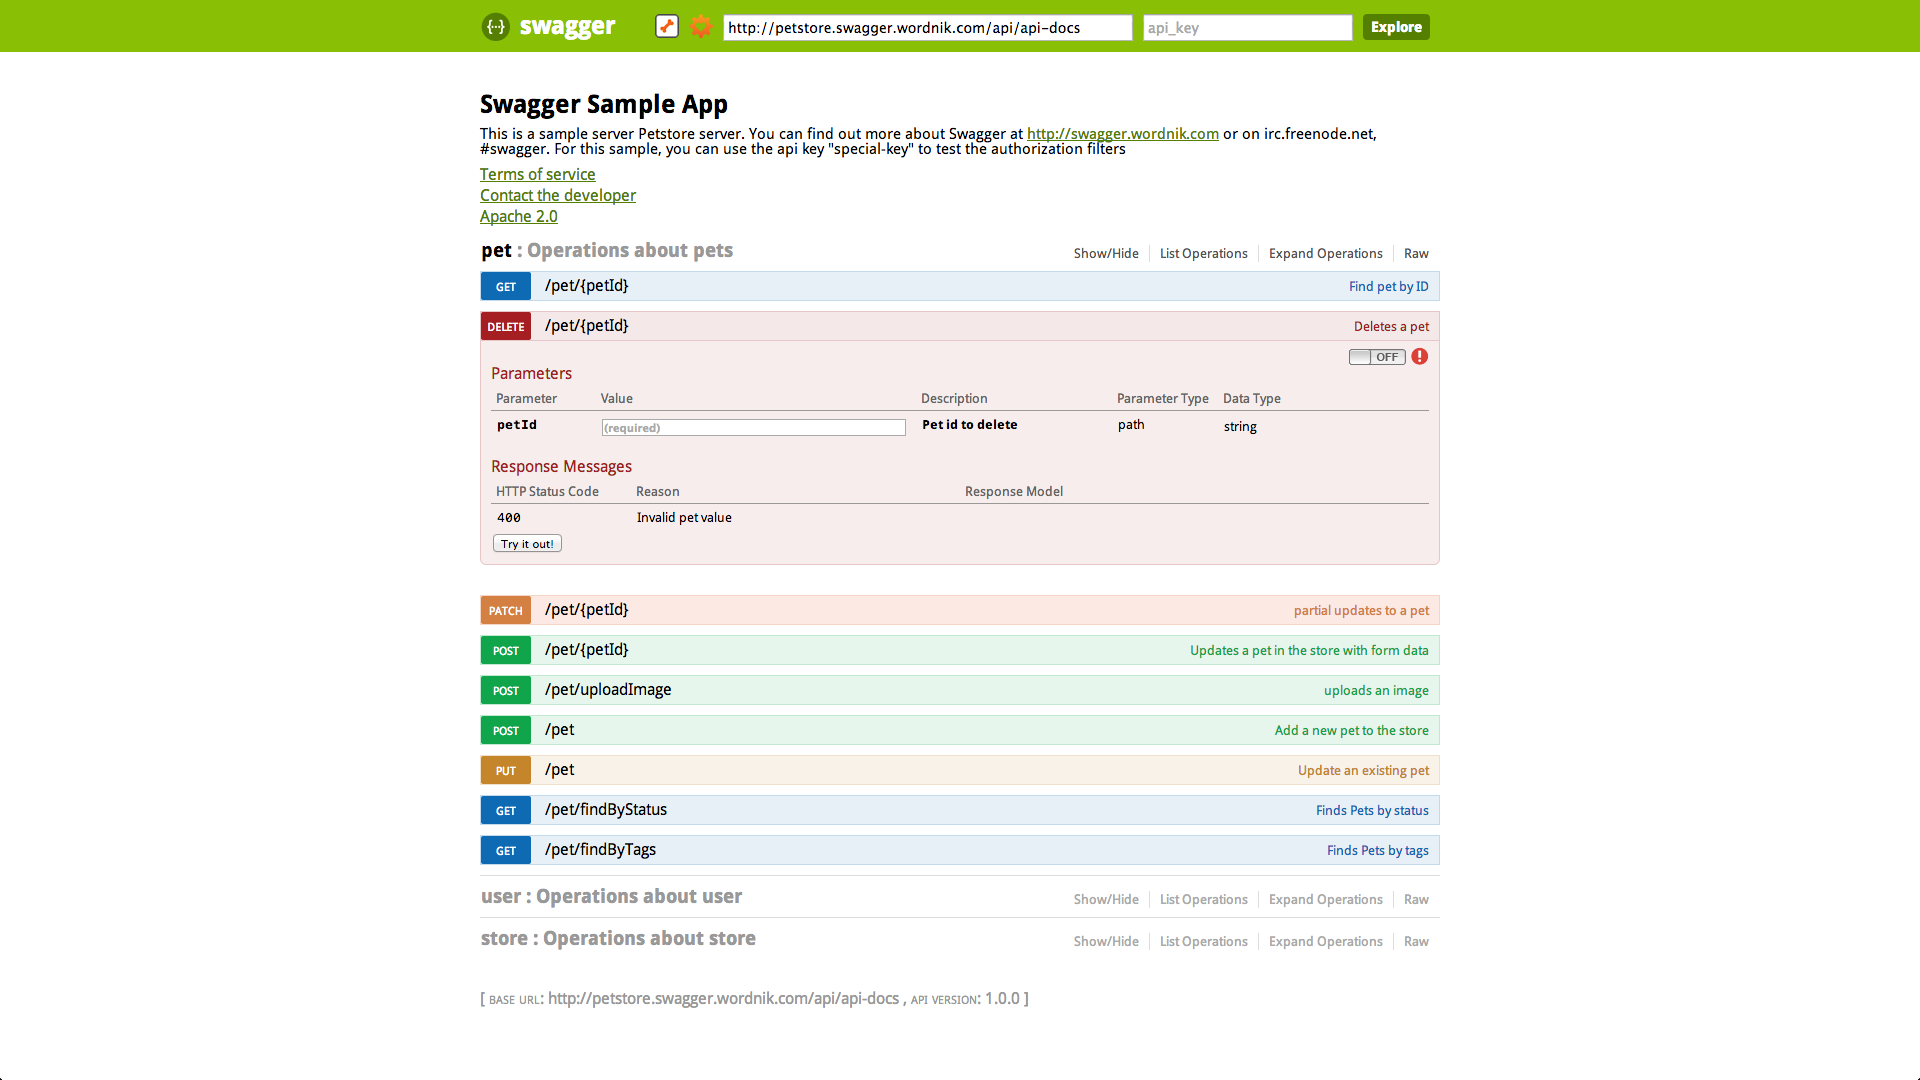 {··} swagger http://petstore.swagger.wordnik.com/api/api-docs api_key Explore
Swagger Sample App
This is a sample server Petstore server. You can find out more about Swagger at http://swagger.wordnik.com or on irc.freenode.net,
#swagger. For this sample, you can use the api key "special-key" to test the authorization filters
Terms of service
Contact the developer
Apache 2.0
pet : Operations about pets Show/Hide List Operations Expand Operations Raw
GET /pet/{petId} Find pet by ID
DELETE /pet/{petId} Deletes a pet
OFF !
Parameters
Parameter Value Description Parameter Type Data Type
petId (required) Pet id to delete path string
Response Messages
HTTP Status Code Reason Response Model
400 Invalid pet value
Try it out!
PATCH /pet/{petId} partial updates to a pet
POST /pet/{petId} Updates a pet in the store with form data
POST /pet/uploadImage uploads an image
POST /pet Add a new pet to the store
PUT /pet Update an existing pet
GET /pet/findByStatus Finds Pets by status
GET /pet/findByTags Finds Pets by tags
user : Operations about user Show/Hide List Operations Expand Operations Raw
store : Operations about store Show/Hide List Operations Expand Operations Raw
[ BASE URL: http://petstore.swagger.wordnik.com/api/api-docs , API VERSION: 1.0.0 ]